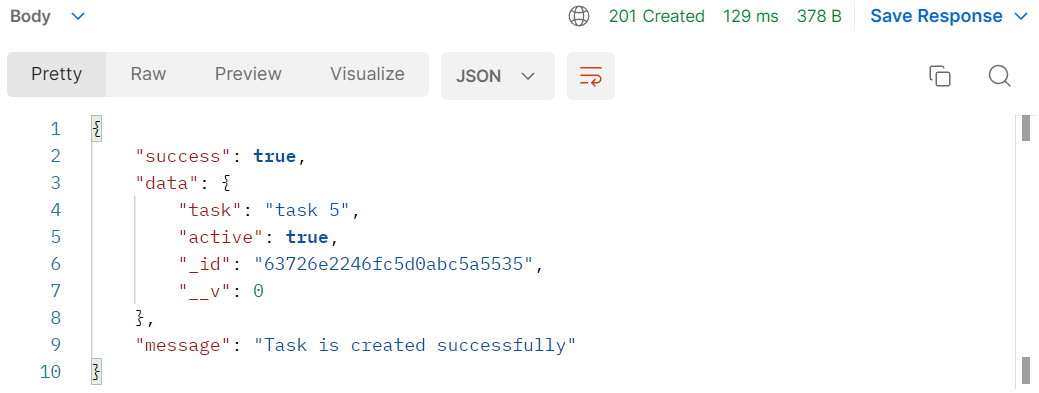 Body 201 Created 129 ms 378 B Save Response
Pretty Raw Preview Visualize JSON
1 {
2 "success": true,
3 "data": {
4 "task": "task 5",
5 "active": true,
6 "_id": "63726e2246fc5d0abc5a5535",
7 "__v": 0
8 },
9 "message": "Task is created successfully"
10 }